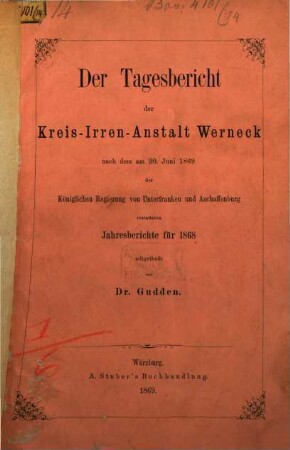 Der Tagesbericht
der
Kreis-Irren-Anstalt Werneck
nach dem am 20. Juni 1869
der
Königlichen Regierung von Unterfranken und Aschaffenburg
erstatteten
Jahresberichte für 1868
mitgetheilt
von
Dr. Gudden.
Würzburg.
A. Stuber's Buchhandlung.
1869.